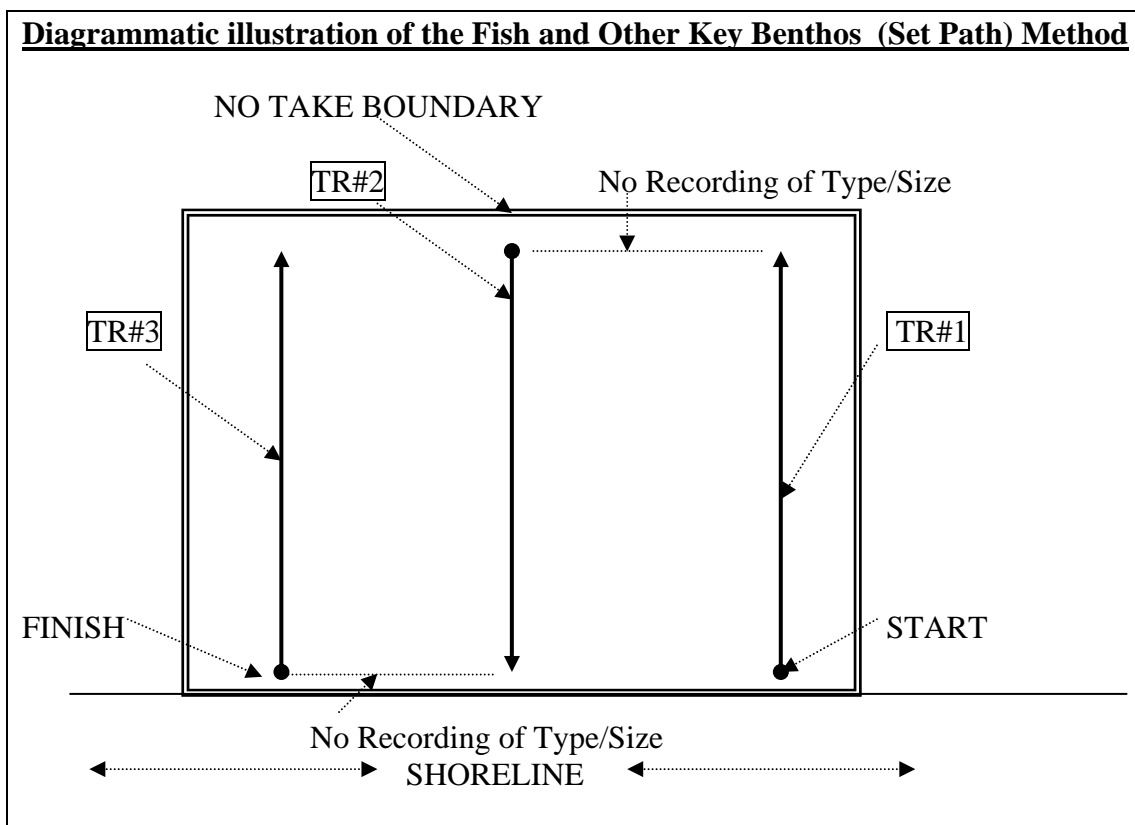 Diagrammatic illustration of the Fish and Other Key Benthos (Set Path) Method
NO TAKE BOUNDARY
TR#2
No Recording of Type/Size
TR#3
TR#1
FINISH
START
No Recording of Type/Size
SHORELINE